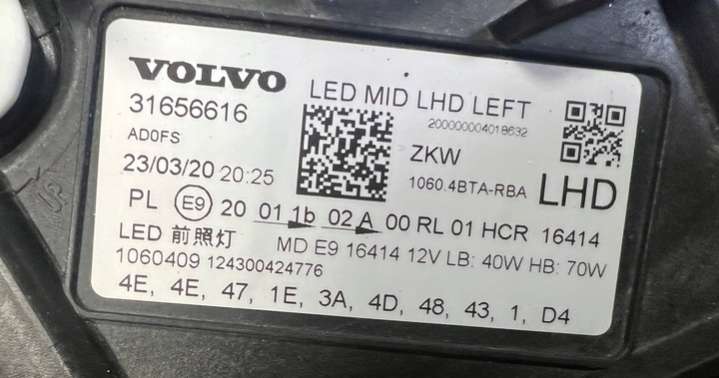 VOLVO
LED MID LHD LEFT
31656616
20000004018632
AD0FS
ZKW
23/03/20 20:25
1060.4BTA-RBA
LHD
PL E9 20 01 1b 02 A 00 RL 01 HCR 16414
LED 前照灯
MD E9 16414 12V LB: 40W HB: 70W
1060409 124300424776
4E, 4E, 47, 1E, 3A, 4D, 48, 43, 1, D4